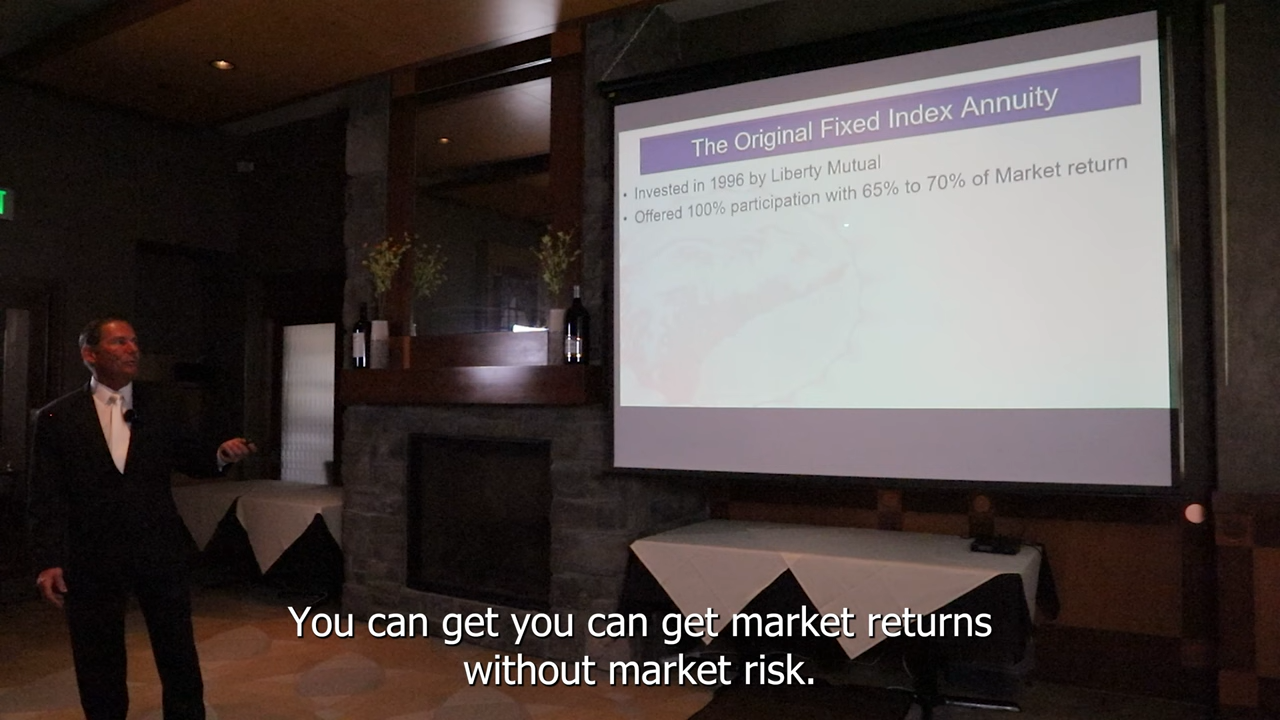 The Original Fixed Index Annuity
• Invested in 1996 by Liberty Mutual
• Offered 100% participation with 65% to 70% of Market return
You can get you can get market returns
without market risk.